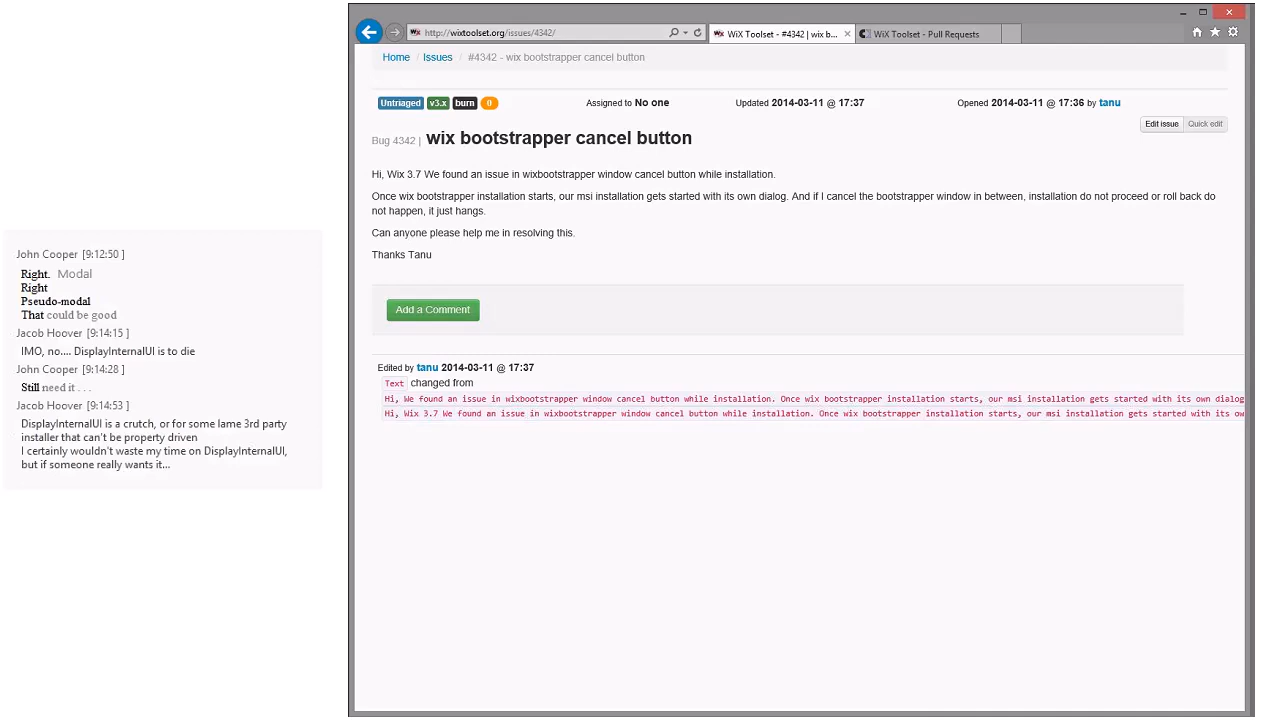 John Cooper [9:12:50 ]
Right. Modal
Right
Pseudo-modal
That could be good
Jacob Hoover [9:14:15 ]
IMO, no.... DisplayInternalUI is to die
John Cooper [9:14:28 ]
Still need it . . .
Jacob Hoover [9:14:53 ]
DisplayInternalUI is a crutch, or for some lame 3rd party
installer that can't be property driven
I certainly wouldn't waste my time on DisplayInternalUI,
but if someone really wants it...
http://wixtoolset.org/issues/4342/
WiX Toolset - #4342 | wix b...
WiX Toolset - Pull Requests
Home / Issues / #4342 - wix bootstrapper cancel button
Untriaged v3.x burn 0 Assigned to No one Updated 2014-03-11 @ 17:37 Opened 2014-03-11 @ 17:36 by tanu
Edit issue Quick edit
Bug 4342 | wix bootstrapper cancel button
Hi, Wix 3.7 We found an issue in wixbootstrapper window cancel button while installation.
Once wix bootstrapper installation starts, our msi installation gets started with its own dialog. And if I cancel the bootstrapper window in between, installation do not proceed or roll back do
not happen, it just hangs.
Can anyone please help me in resolving this.
Thanks Tanu
Add a Comment
Edited by tanu 2014-03-11 @ 17:37
Text changed from
Hi, We found an issue in wixbootstrapper window cancel button while installation. Once wix bootstrapper installation starts, our msi installation gets started with its own dialog
Hi, Wix 3.7 We found an issue in wixbootstrapper window cancel button while installation. Once wix bootstrapper installation starts, our msi installation gets started with its ow